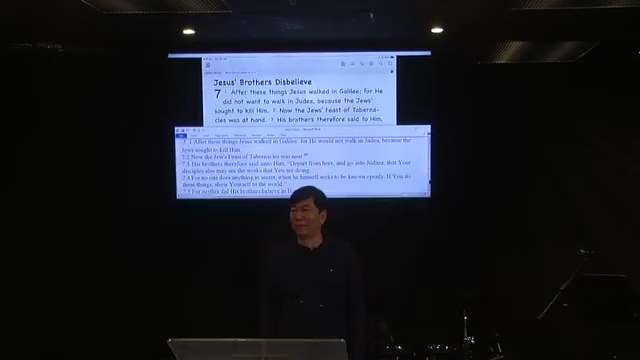 Jesus' Brothers Disbelieve
7 1 After these things Jesus walked in Galilee; for He
did not want to walk in Judea, because the Jews
sought to kill Him. 2 Now the Jews' Feast of Taberna-
cles was at hand. 3 His brothers therefore said to Him,
7 1 After these things Jesus walked in Galilee: for He would not walk in Judaea, because the
Jews sought to kill Him.
7.2 Now the Jew's Feast of Tabernacles was near.
7.3 His brothers therefore said unto Him, "Depart from here, and go into Judaea, that Your
disciples also may see the works that You are doing.
7.4 For no one does anything in secret, when he himself seeks to be known openly. If You do
these things, show Yourself to the world."
7.5 For neither did His brothers believe in